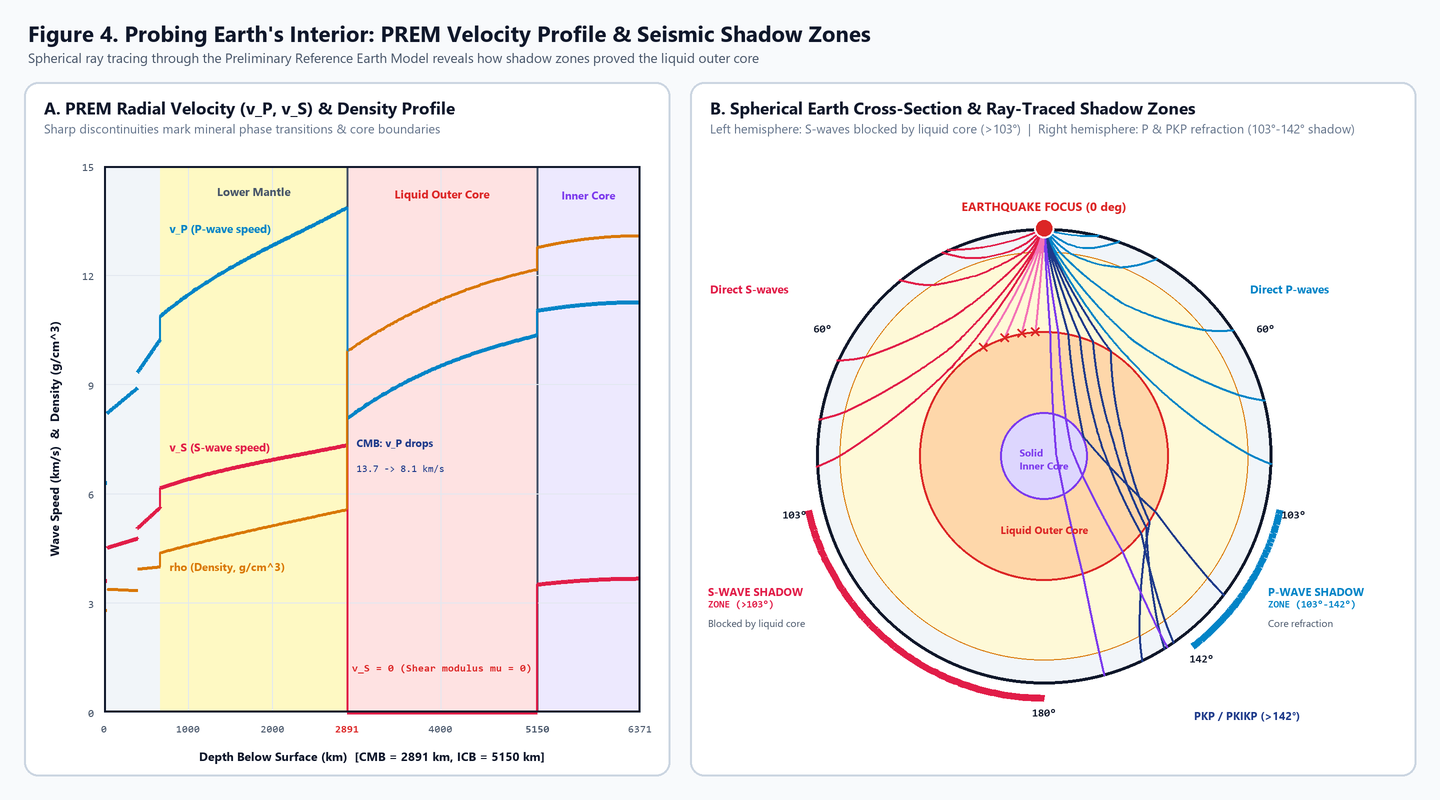 Figure 4. Probing Earth's Interior: PREM Velocity Profile & Seismic Shadow Zones
Spherical ray tracing through the Preliminary Reference Earth Model reveals how shadow zones proved the liquid outer core
A. PREM Radial Velocity (v_P, v_S) & Density Profile
Sharp discontinuities mark mineral phase transitions & core boundaries
15
12
9
6
3
0
Wave Speed (km/s) & Density (g/cm^3)
Lower Mantle
Liquid Outer Core
Inner Core
v_P (P-wave speed)
v_S (S-wave speed)
CMB: v_P drops
13.7 -> 8.1 km/s
rho (Density, g/cm^3)
v_S = 0 (Shear modulus mu = 0)
0 1000 2000 2891 4000 5150 6371
Depth Below Surface (km) [CMB = 2891 km, ICB = 5150 km]
B. Spherical Earth Cross-Section & Ray-Traced Shadow Zones
Left hemisphere: S-waves blocked by liquid core (>103°) | Right hemisphere: P & PKP refraction (103°-142° shadow)
EARTHQUAKE FOCUS (0 deg)
Direct S-waves
Direct P-waves
60°
60°
Solid
Inner Core
Liquid Outer Core
103°
103°
S-WAVE SHADOW
ZONE (>103°)
Blocked by liquid core
P-WAVE SHADOW
ZONE (103°-142°)
Core refraction
142°
180°
PKP / PKIKP (>142°)